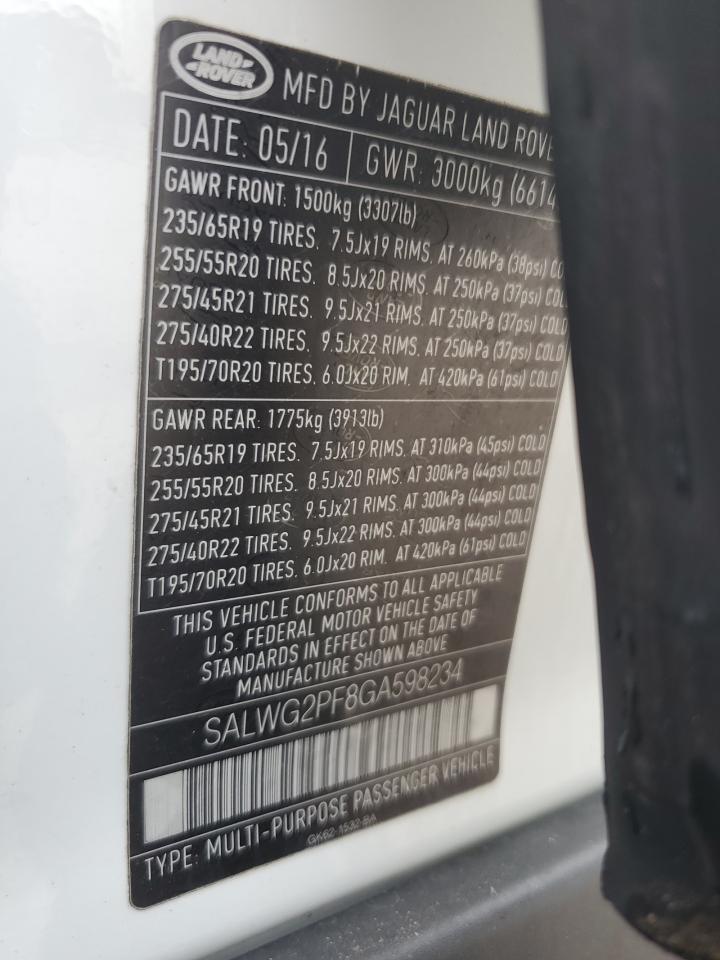 LAND ROVER
MFD BY JAGUAR LAND ROVE
DATE: 05/16 GWR: 3000kg (6614
GAWR FRONT: 1500kg (3307lb)
235/65R19 TIRES. 7.5Jx19 RIMS. AT 260kPa (38psi) CO
255/55R20 TIRES. 8.5Jx20 RIMS. AT 250kPa (37psi) COL
275/45R21 TIRES. 9.5Jx21 RIMS. AT 250kPa (37psi) COLD
275/40R22 TIRES. 9.5Jx22 RIMS. AT 250kPa (37psi) COLD
T195/70R20 TIRES. 6.0Jx20 RIM. AT 420kPa (61psi) COLD
GAWR REAR: 1775kg (3913lb)
235/65R19 TIRES. 7.5Jx19 RIMS. AT 310kPa (45psi) COLD
255/55R20 TIRES. 8.5Jx20 RIMS. AT 300kPa (44psi) COLD
275/45R21 TIRES. 9.5Jx21 RIMS. AT 300kPa (44psi) COLD
275/40R22 TIRES. 9.5Jx22 RIMS. AT 300kPa (44psi) COLD
T195/70R20 TIRES. 6.0Jx20 RIM. AT 420kPa (61psi) COLD
THIS VEHICLE CONFORMS TO ALL APPLICABLE
U.S. FEDERAL MOTOR VEHICLE SAFETY
STANDARDS IN EFFECT ON THE DATE OF
MANUFACTURE SHOWN ABOVE
SALWG2PF8GA598234
TYPE: MULTI-PURPOSE PASSENGER VEHICLE
GK62-1532-BA